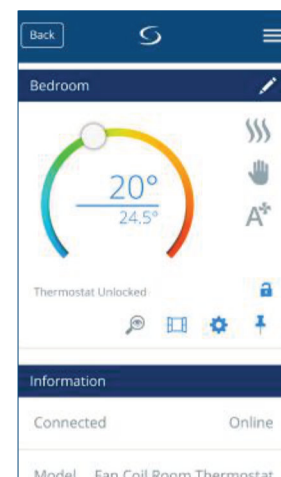 Back
Bedroom
20°
24.5°
A
Thermostat Unlocked
Information
Connected Online
Model Fan Coil Room Thermostat